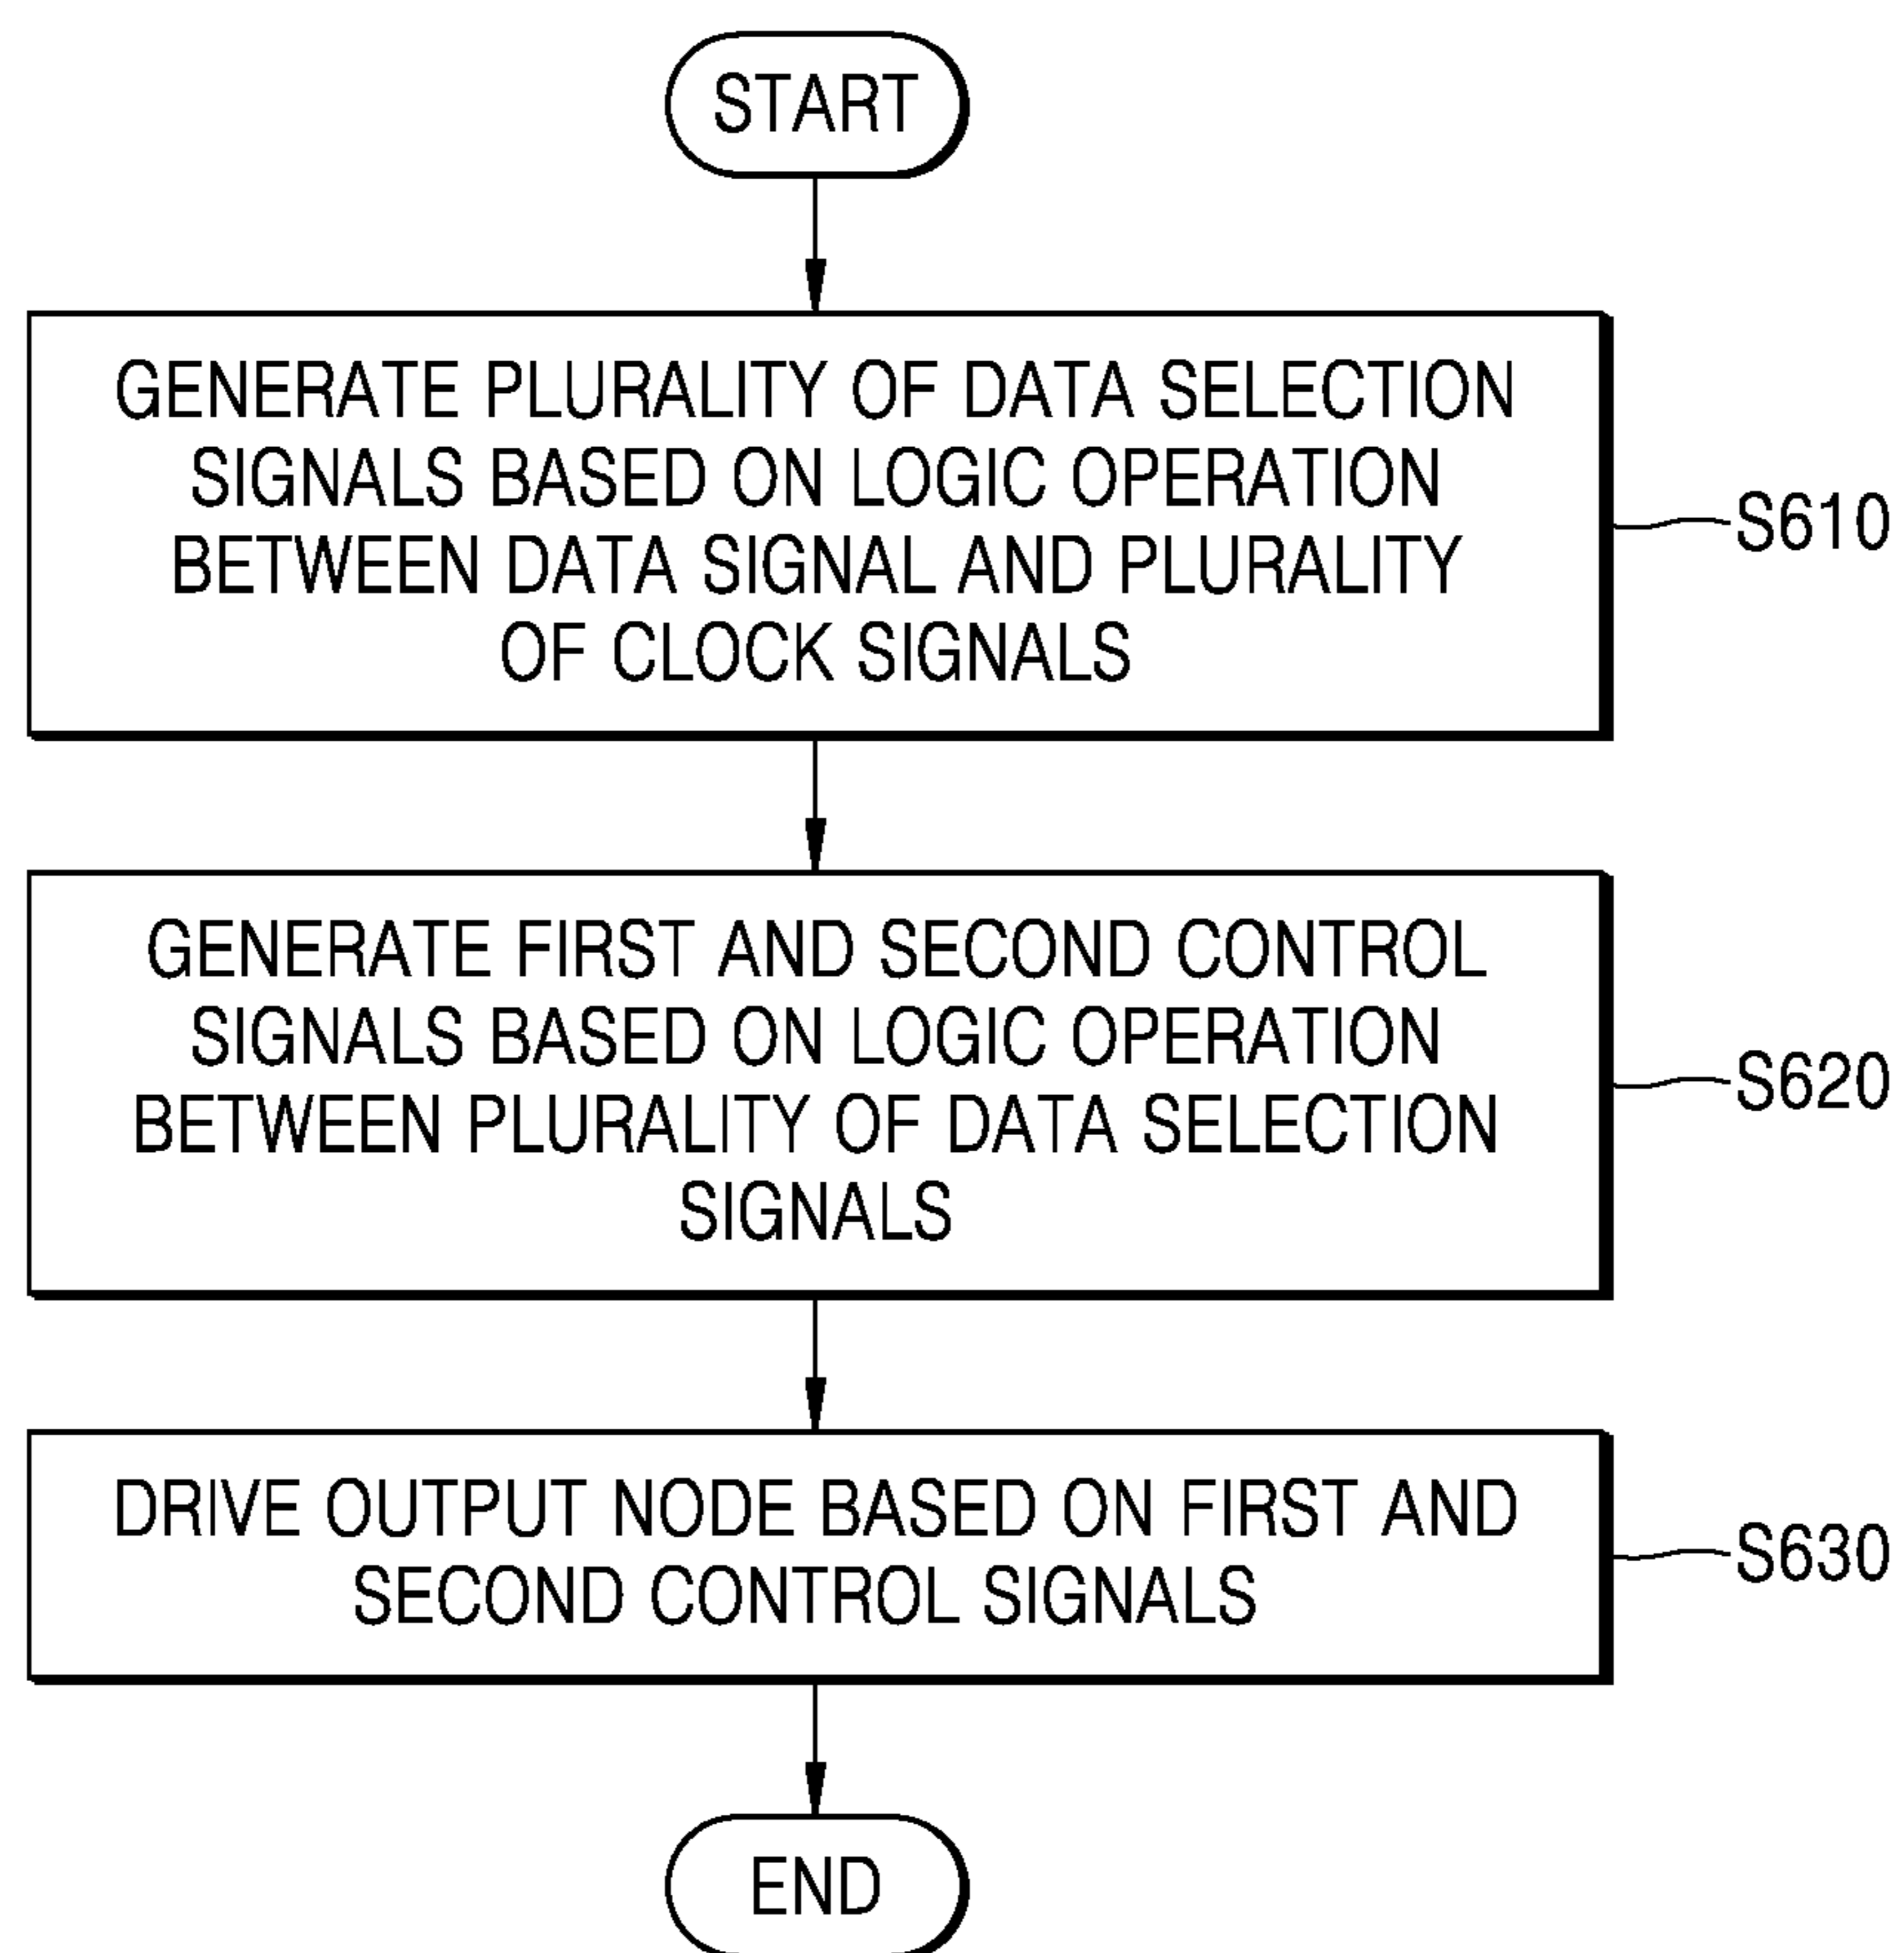 START
GENERATE PLURALITY OF DATA SELECTION
SIGNALS BASED ON LOGIC OPERATION
BETWEEN DATA SIGNAL AND PLURALITY
OF CLOCK SIGNALS
S610
GENERATE FIRST AND SECOND CONTROL
SIGNALS BASED ON LOGIC OPERATION
BETWEEN PLURALITY OF DATA SELECTION
SIGNALS
S620
DRIVE OUTPUT NODE BASED ON FIRST AND
SECOND CONTROL SIGNALS
S630
END